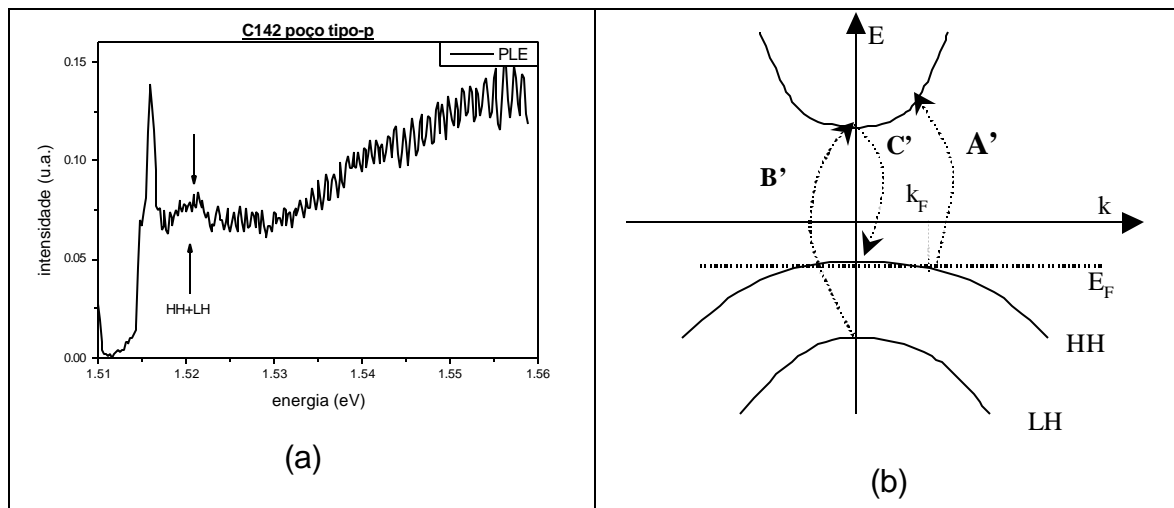 C142 poço tipo-p
PLE
0.15
0.10
0.05
0.00
intensidade (u.a.)
HH+LH
1.51
1.52
1.53
1.54
1.55
1.56
energia (eV)
(a)
E
C'
A'
B'
k_F
k
E_F
HH
LH
(b)